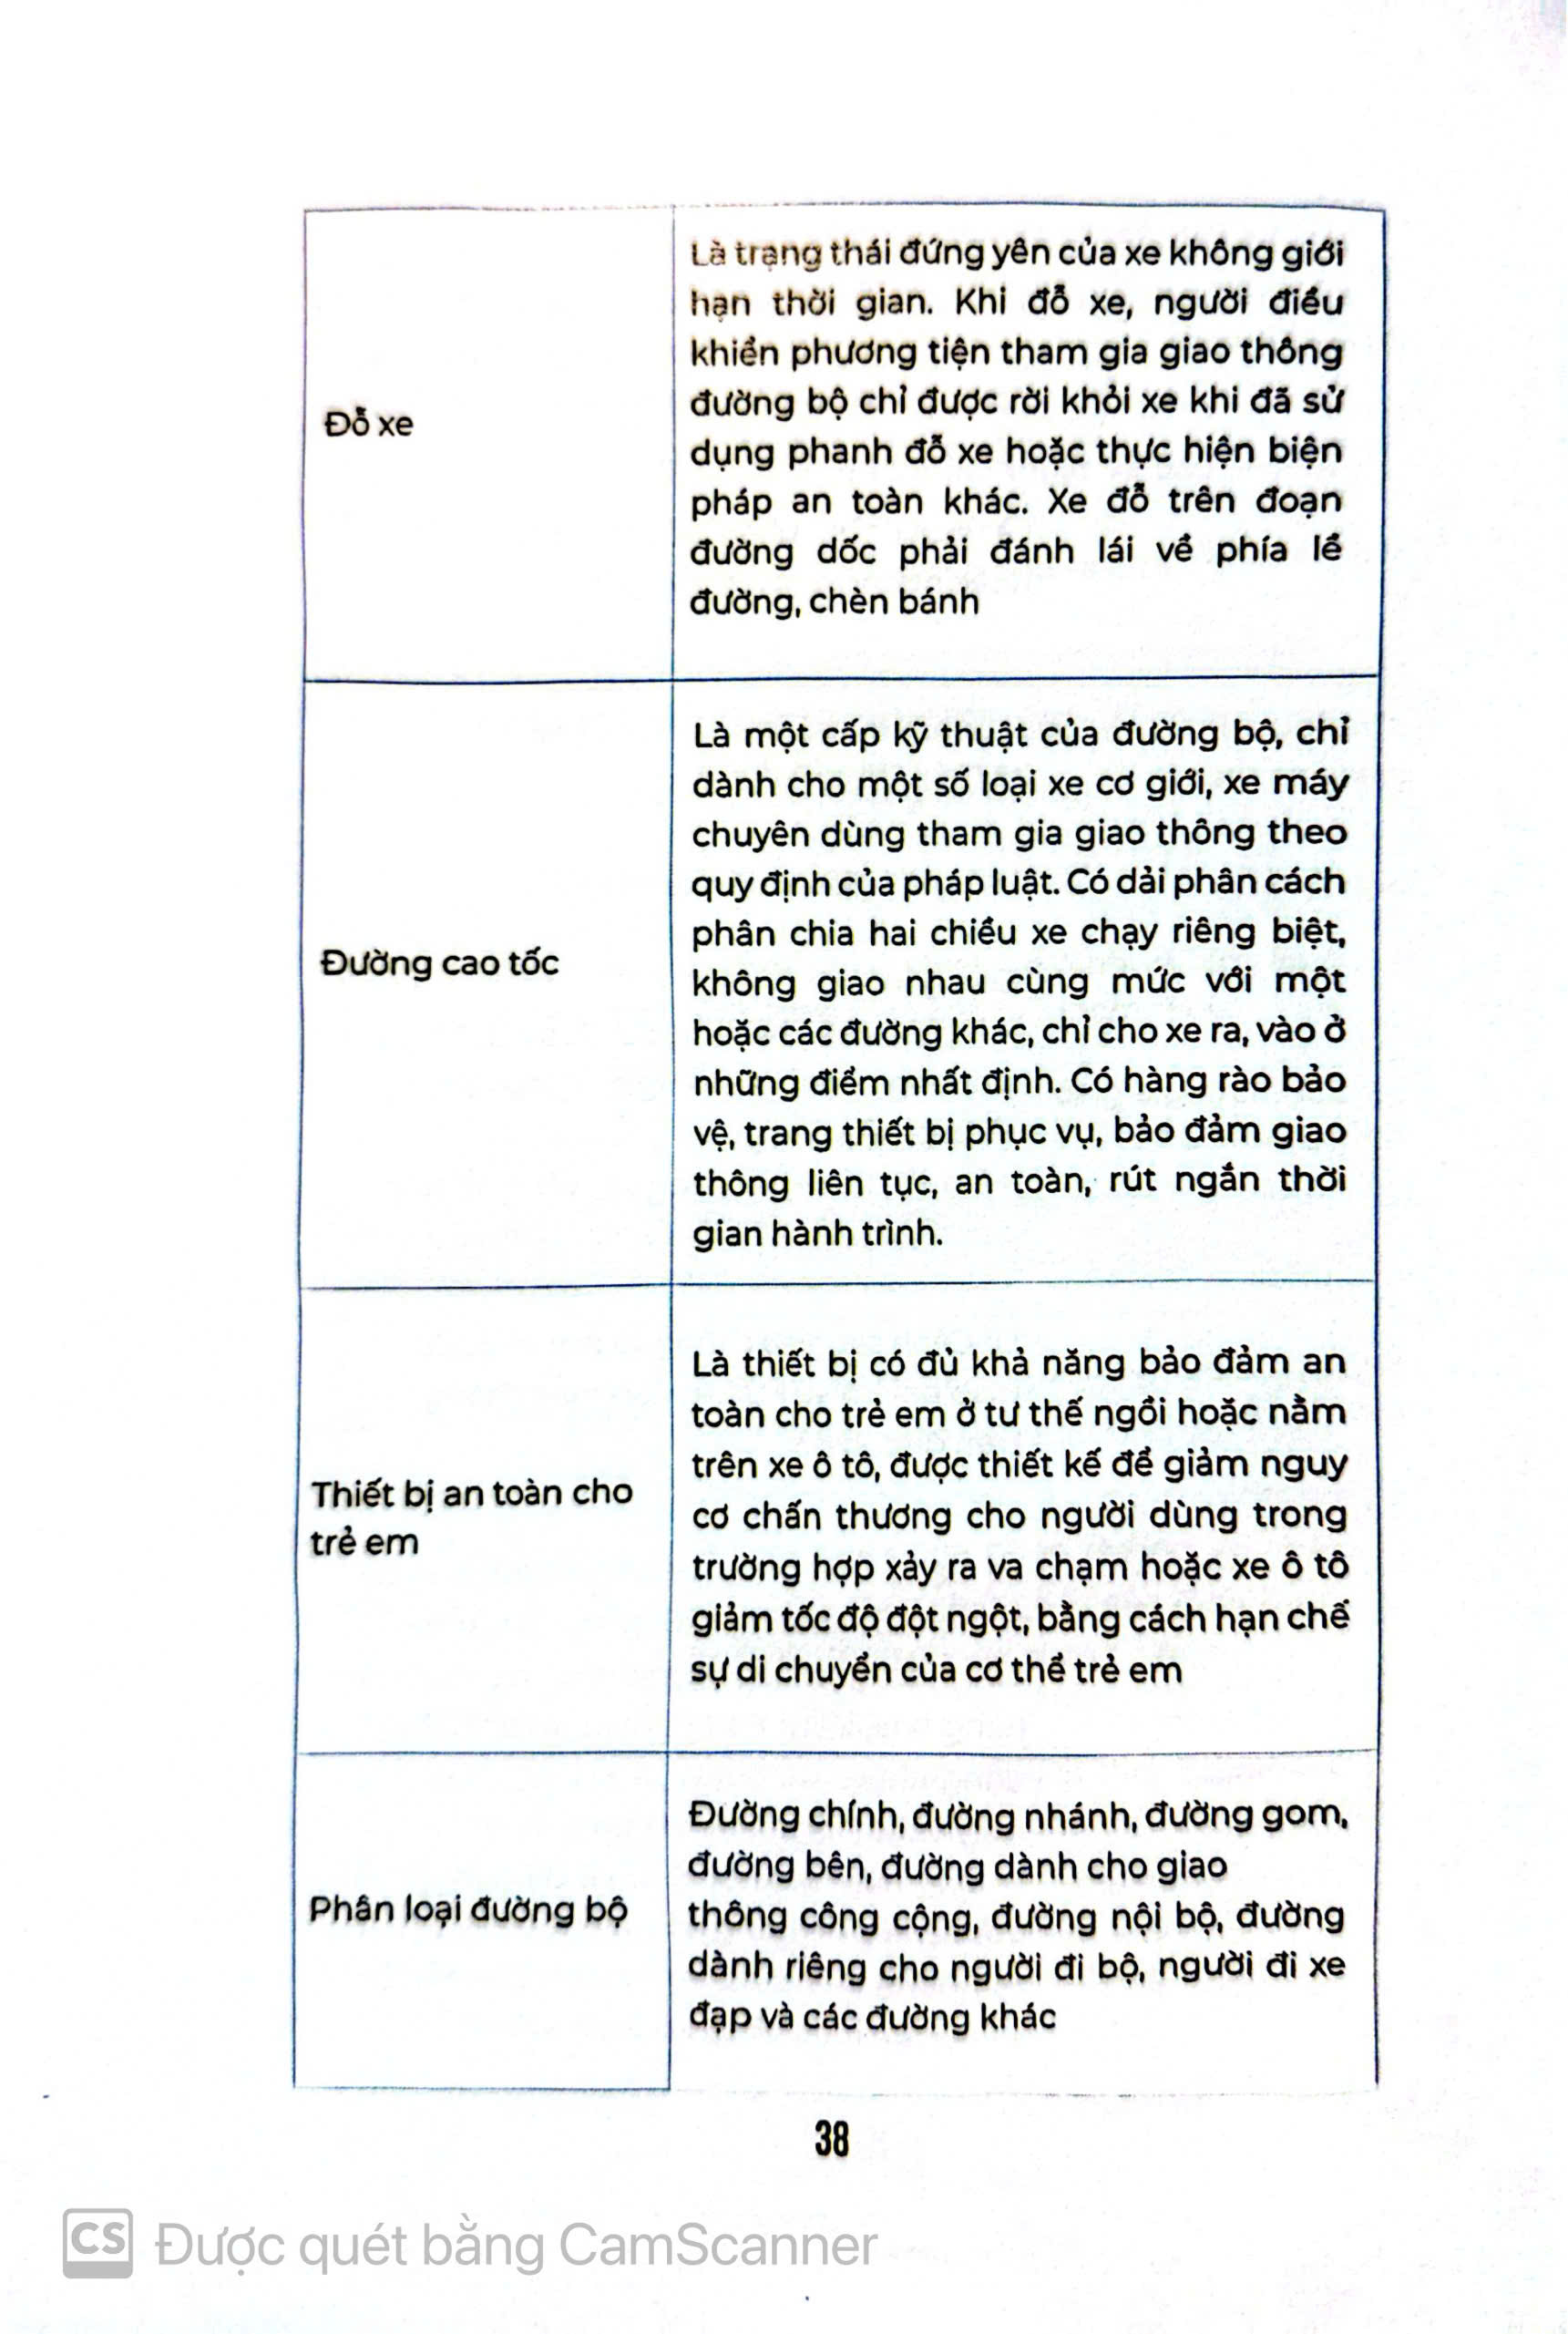 Đỗ xe
Là trạng thái đứng yên của xe không giới
hạn thời gian. Khi đỗ xe, người điều
khiển phương tiện tham gia giao thông
đường bộ chỉ được rời khỏi xe khi đã sử
dụng phanh đỗ xe hoặc thực hiện biện
pháp an toàn khác. Xe đỗ trên đoạn
đường dốc phải đánh lái về phía lề
đường, chèn bánh
Đường cao tốc
Là một cấp kỹ thuật của đường bộ, chỉ
dành cho một số loại xe cơ giới, xe máy
chuyên dùng tham gia giao thông theo
quy định của pháp luật. Có dải phân cách
phân chia hai chiều xe chạy riêng biệt,
không giao nhau cùng mức với một
hoặc các đường khác, chỉ cho xe ra, vào ở
những điểm nhất định. Có hàng rào bảo
vệ, trang thiết bị phục vụ, bảo đảm giao
thông liên tục, an toàn, rút ngắn thời
gian hành trình.
Thiết bị an toàn cho
trẻ em
Là thiết bị có đủ khả năng bảo đảm an
toàn cho trẻ em ở tư thế ngồi hoặc nằm
trên xe ô tô, được thiết kế để giảm nguy
cơ chấn thương cho người dùng trong
trường hợp xảy ra va chạm hoặc xe ô tô
giảm tốc độ đột ngột, bằng cách hạn chế
sự di chuyển của cơ thể trẻ em
Phân loại đường bộ
Đường chính, đường nhánh, đường gom,
đường bên, đường dành cho giao
thông công cộng, đường nội bộ, đường
dành riêng cho người đi bộ, người đi xe
đạp và các đường khác
38
CS Được quét bằng CamScanner